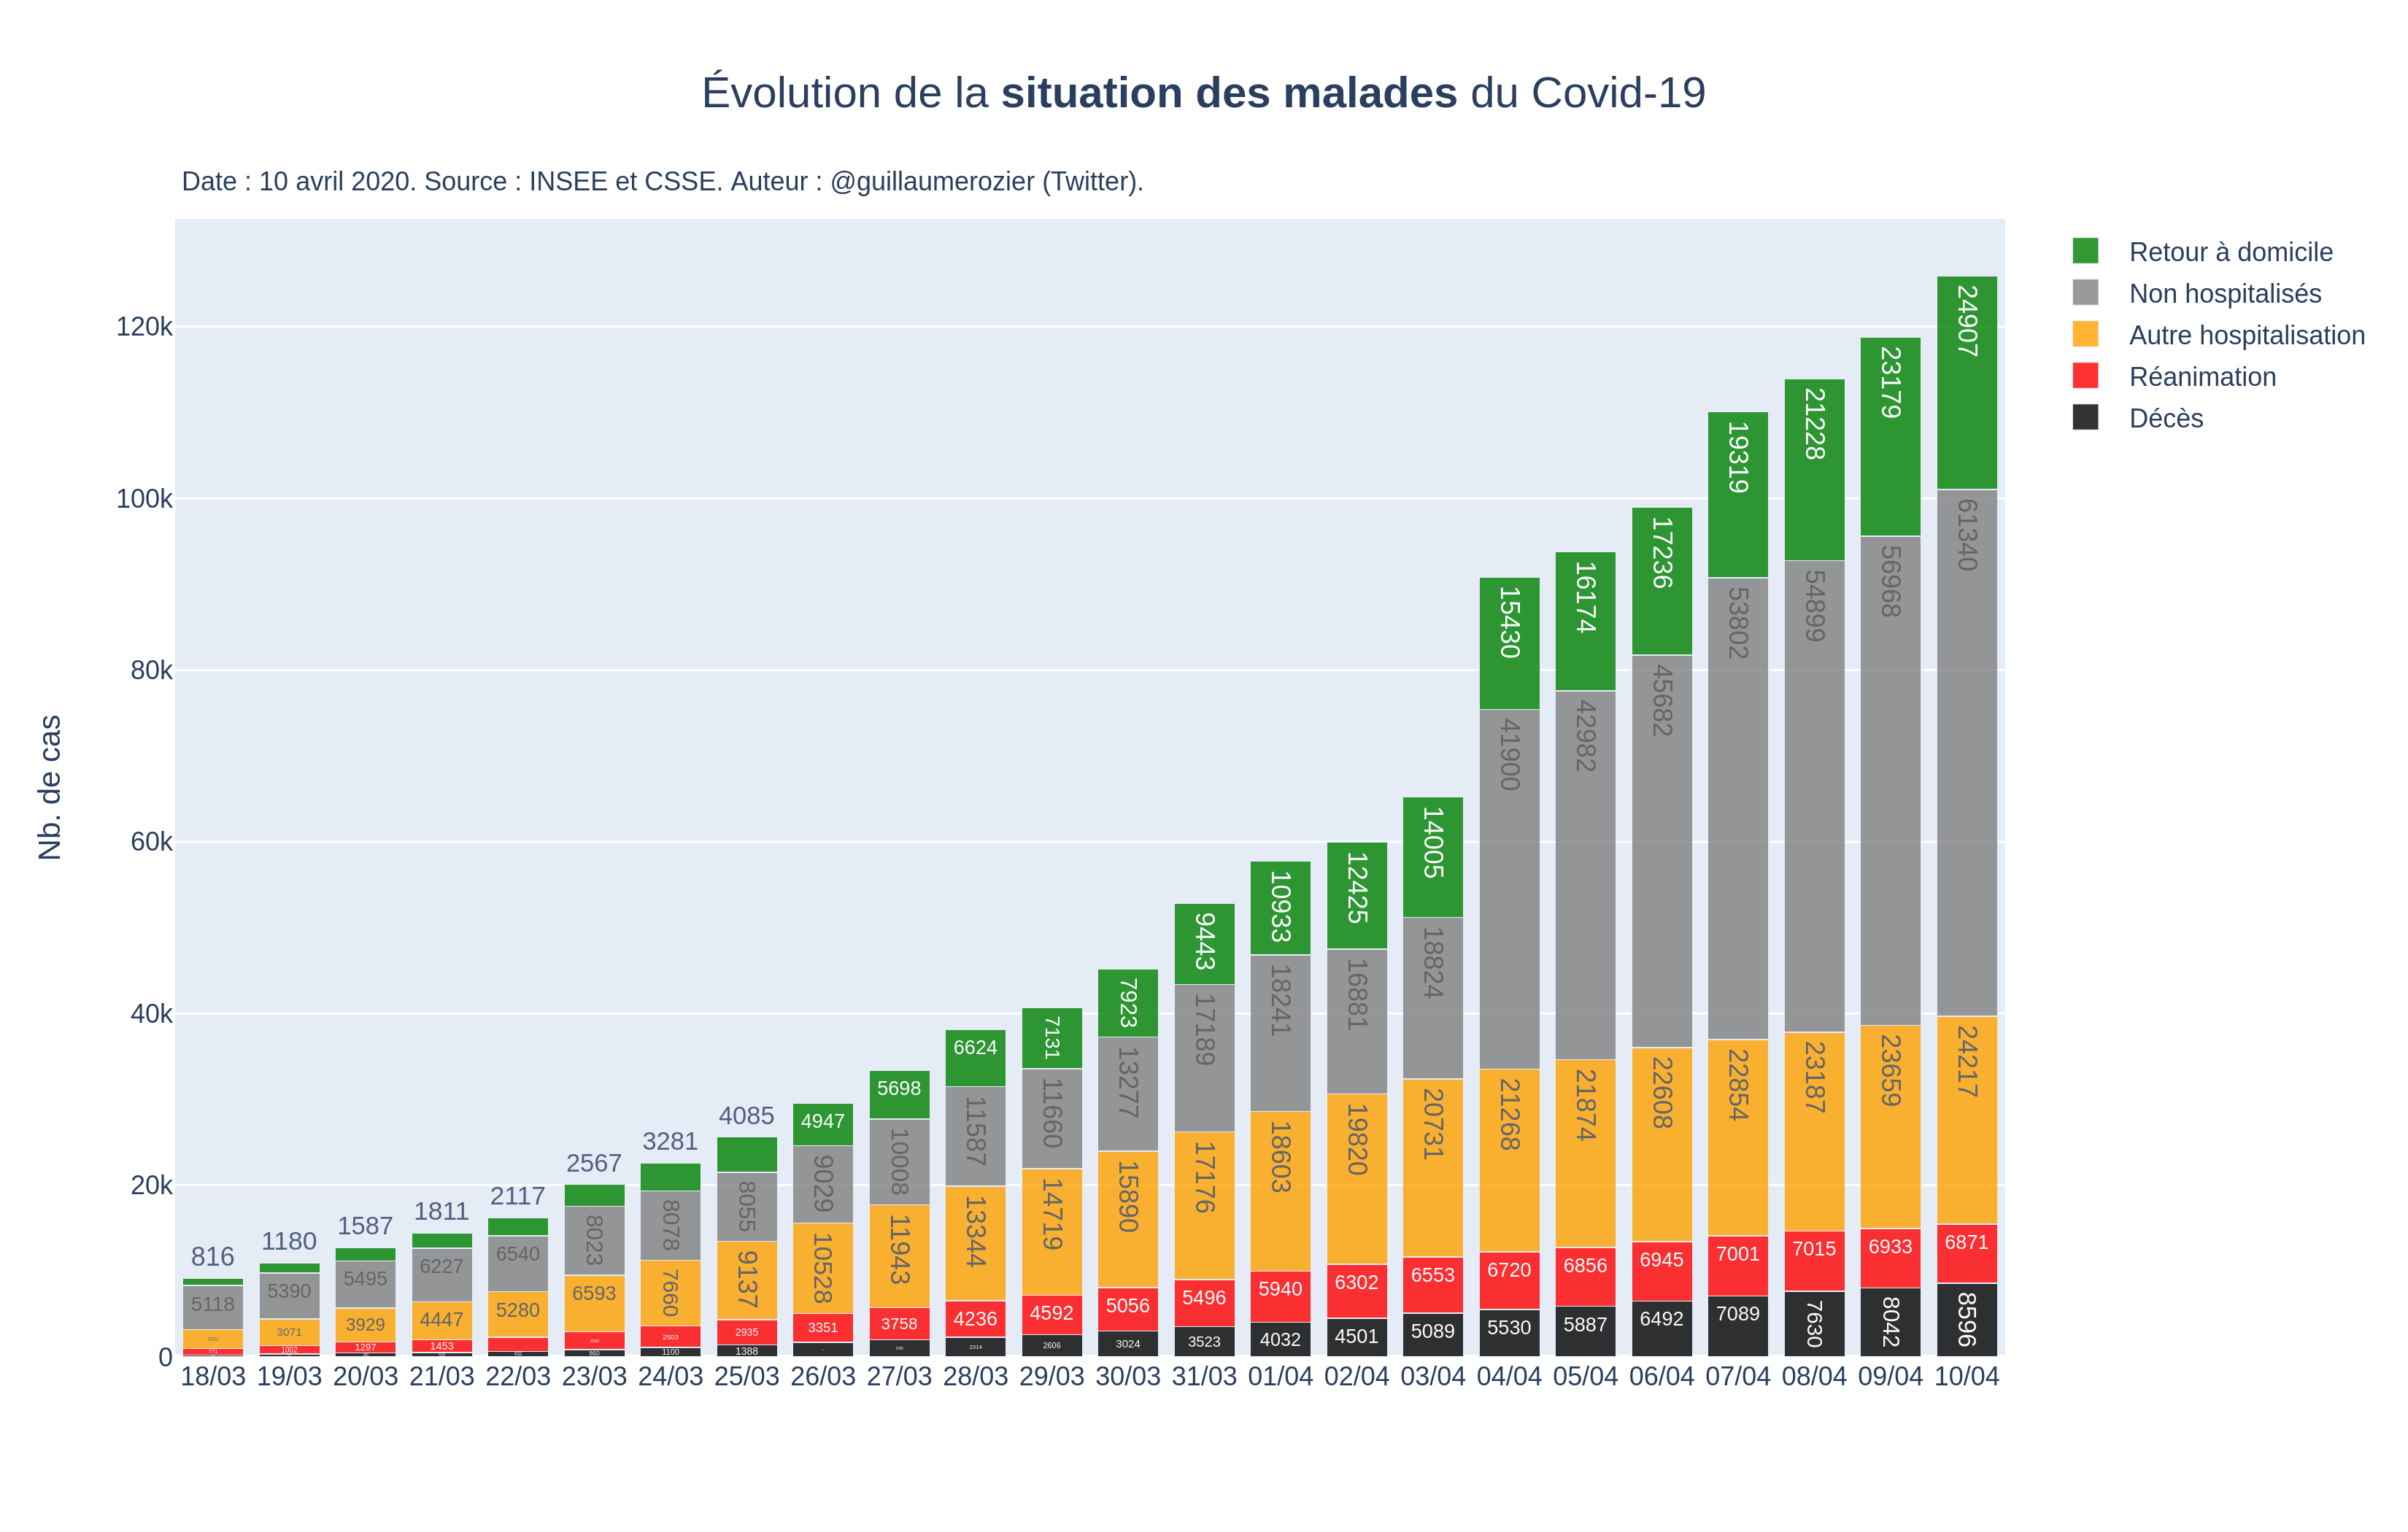 Évolution de la situation des malades du Covid-19
Date : 10 avril 2020. Source : INSEE et CSSE. Auteur : @guillaumerozier (Twitter).
Retour à domicile
Non hospitalisés
Autre hospitalisation
Réanimation
Décès
Nb. de cas
120k
100k
80k
60k
40k
20k
0
816 1180 1587 1811 2117 2567 3281 4085 4947 5698 6624 7131 7923 9443 10933 12425 14005 15430 16174 17236 19319 21228 23179 24907
5118 5390 5495 6227 6540 8023 8078 8055 9029 10008 11587 11660 13277 17189 18241 16881 18824 41900 42982 45682 53802 54899 56968 61340
3071 3929 4447 5280 6593 7660 9137 10528 11943 13344 14719 15890 17176 18603 19820 20731 21268 21874 22608 22854 23187 23659 24217
771 1002 1297 1453 2503 2935 3351 3758 4236 4592 5056 5496 5940 6302 6553 6720 6856 6945 7001 7015 6933 6871
860 1100 1388 2314 2606 3024 3523 4032 4501 5089 5530 5887 6492 7089 7630 8042 8596
18/03 19/03 20/03 21/03 22/03 23/03 24/03 25/03 26/03 27/03 28/03 29/03 30/03 31/03 01/04 02/04 03/04 04/04 05/04 06/04 07/04 08/04 09/04 10/04